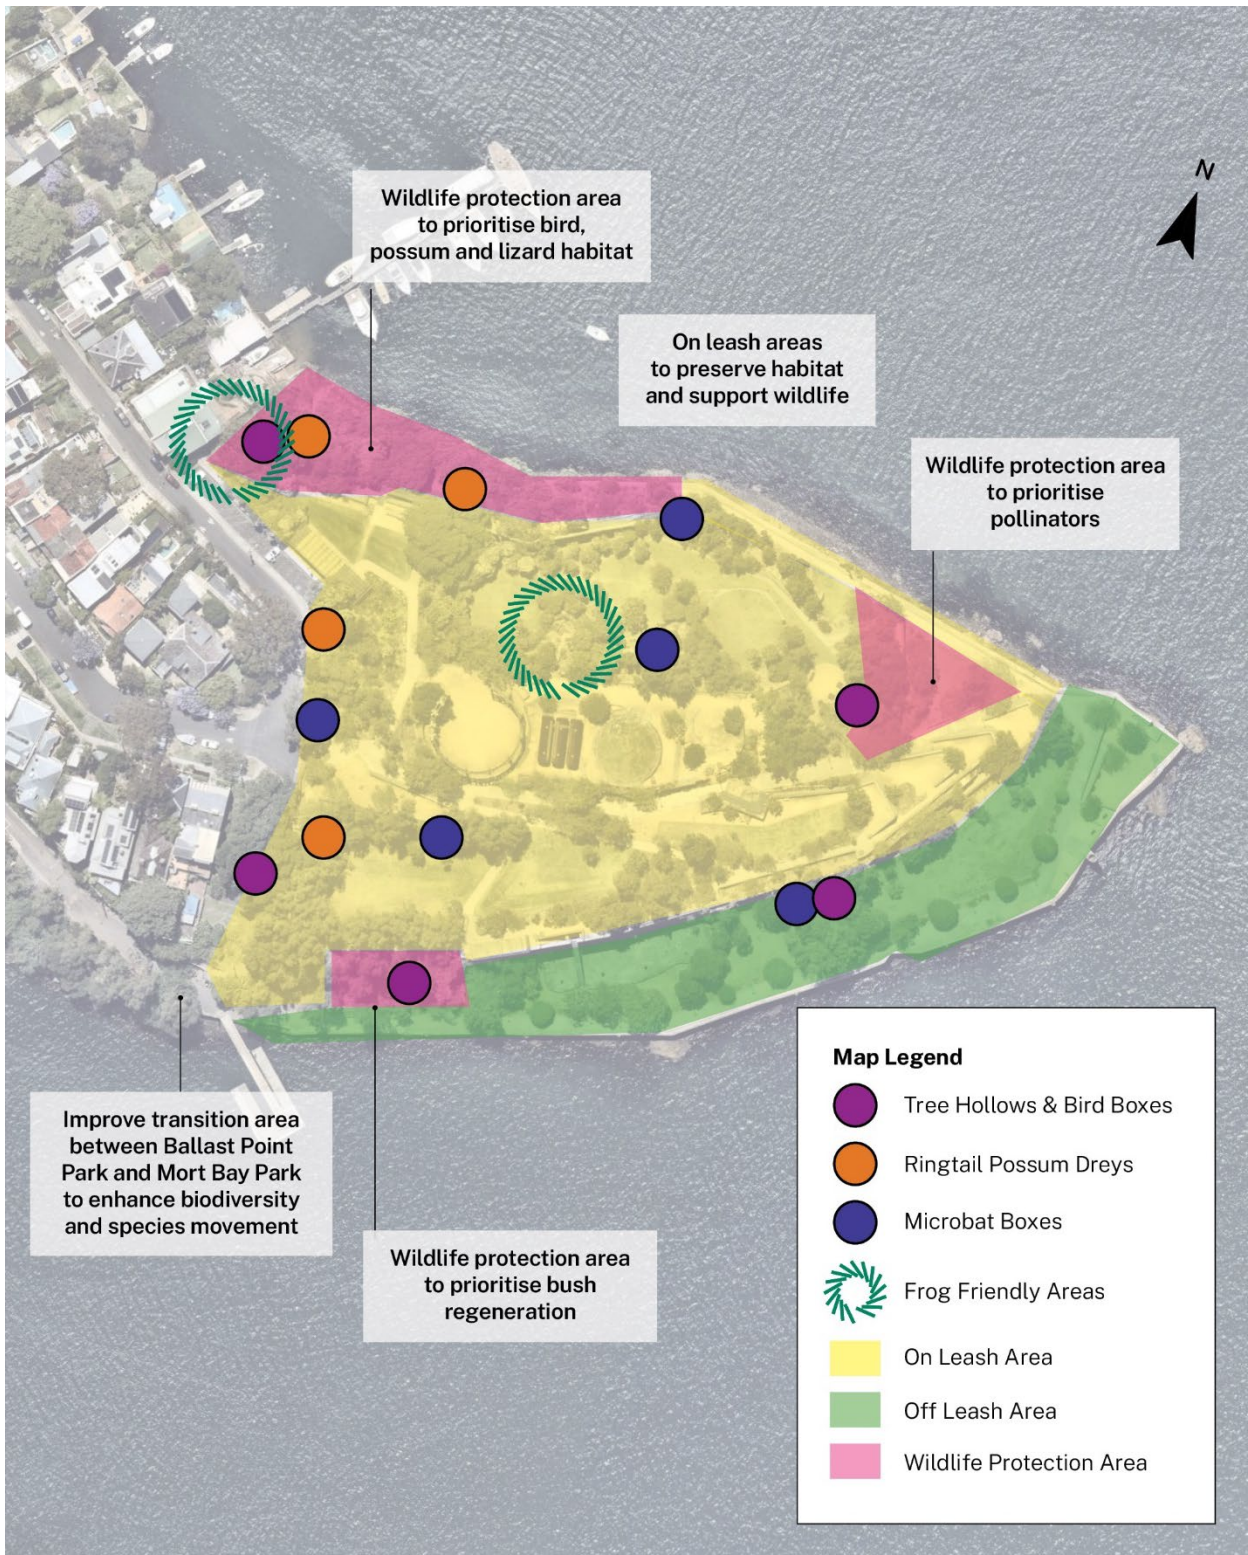 N
Wildlife protection area
to prioritise bird,
possum and lizard habitat
On leash areas
to preserve habitat
and support wildlife
Wildlife protection area
to prioritise
pollinators
Improve transition area
between Ballast Point
Park and Mort Bay Park
to enhance biodiversity
and species movement
Wildlife protection area
to prioritise bush
regeneration
Map Legend
Tree Hollows & Bird Boxes
Ringtail Possum Dreys
Microbat Boxes
Frog Friendly Areas
On Leash Area
Off Leash Area
Wildlife Protection Area